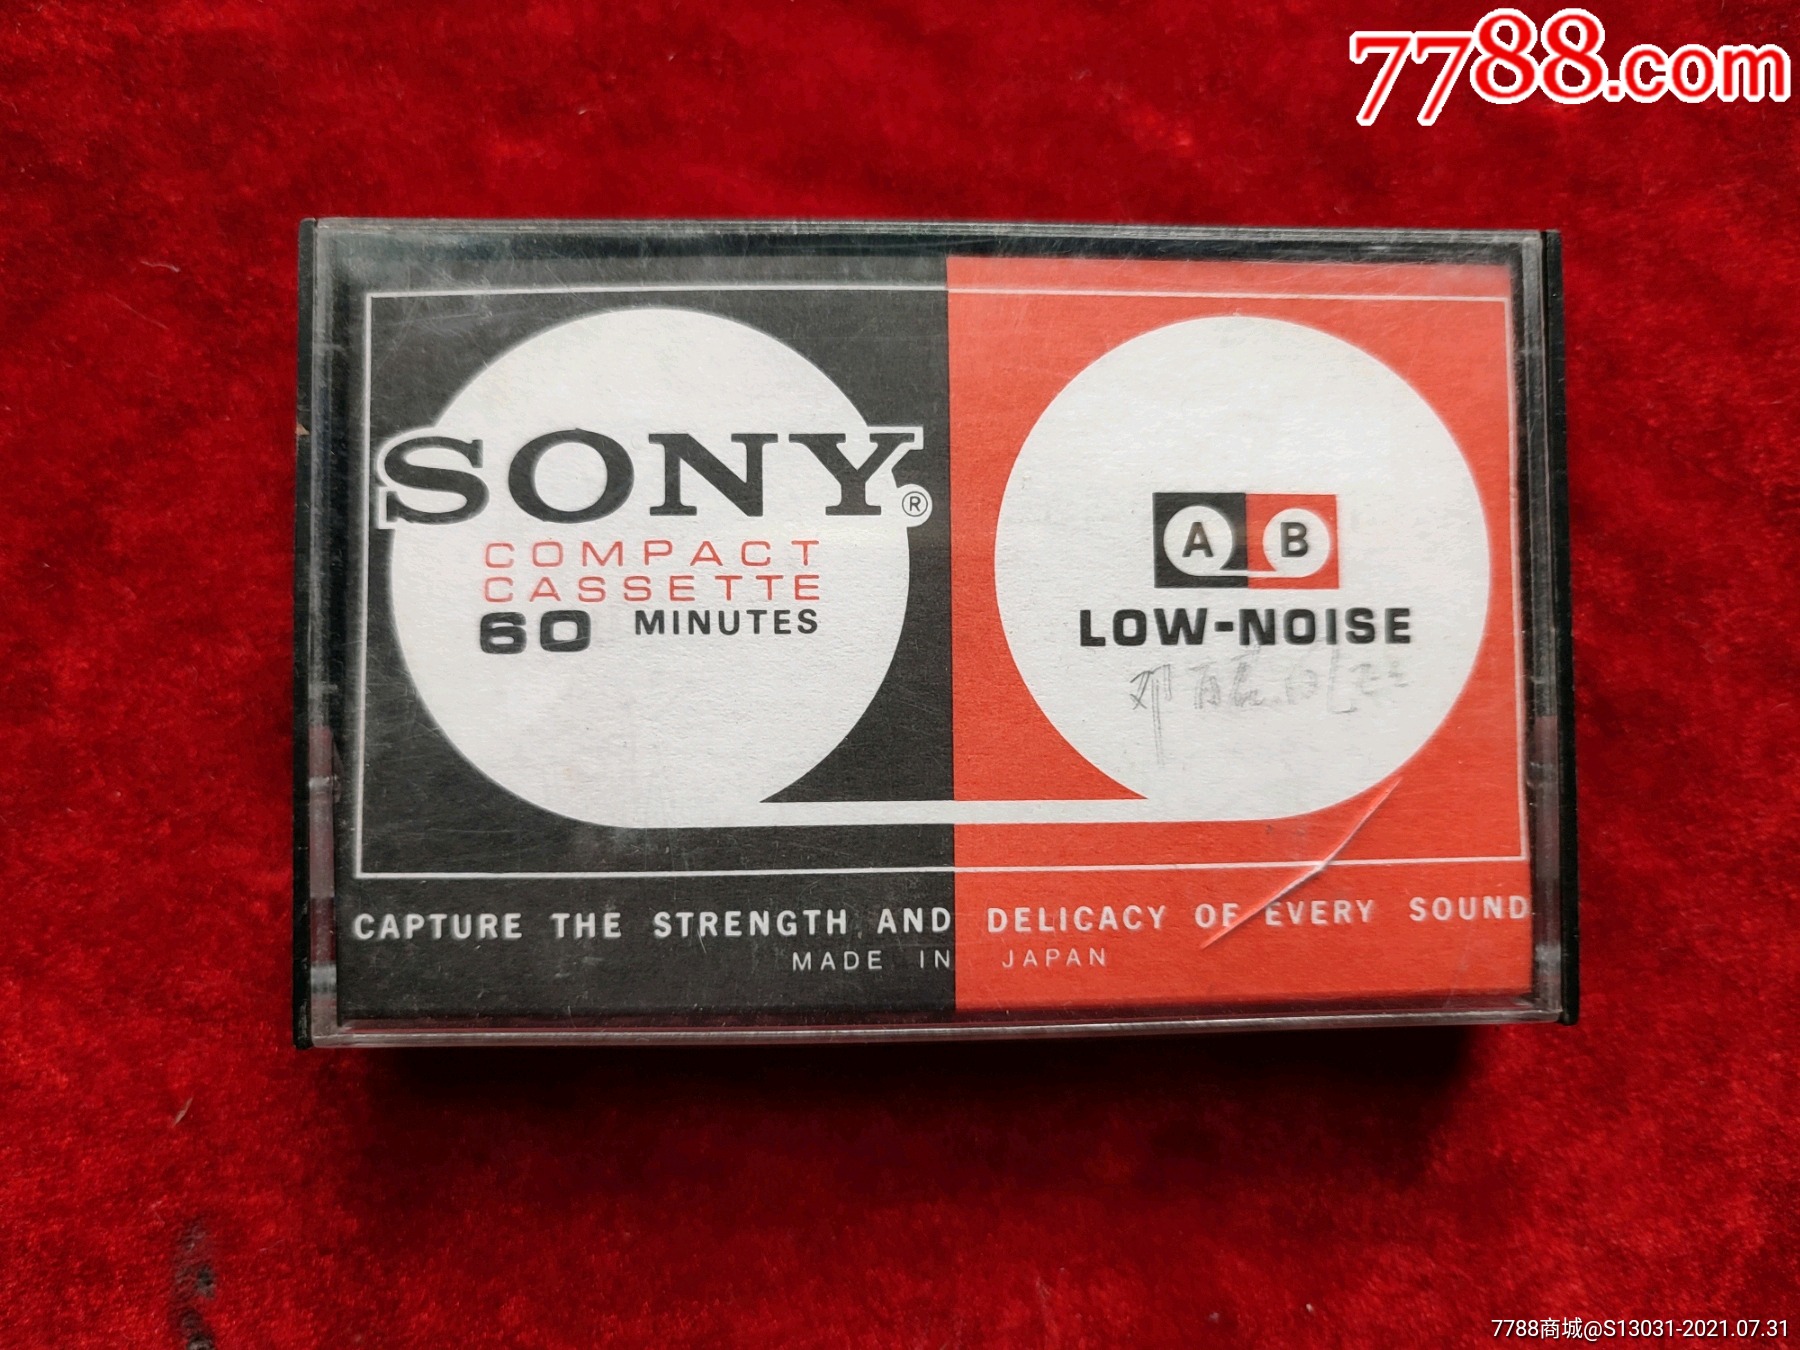 7788.com
SONY®
COMPACT
CASSETTE
60 MINUTES
A B
LOW-NOISE
邓
CAPTURE THE STRENGTH AND DELICACY OF EVERY SOUND
MADE IN JAPAN
7788商城@S13031-2021.07.31